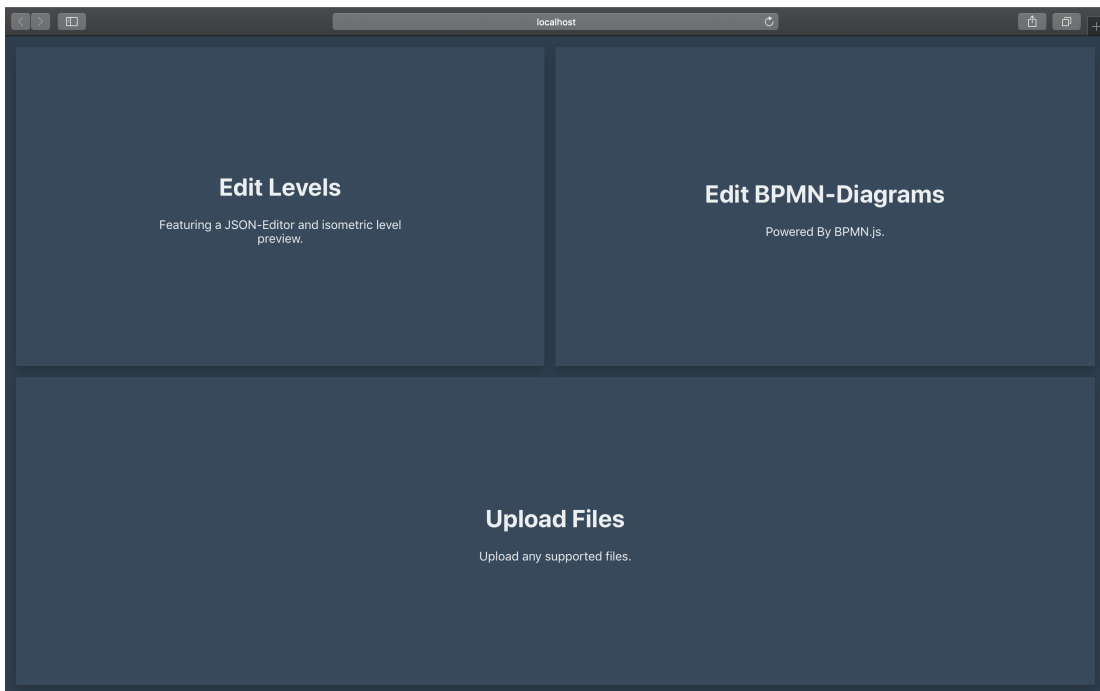 localhost
Edit Levels
Featuring a JSON-Editor and isometric level
preview.
Edit BPMN-Diagrams
Powered By BPMN.js.
Upload Files
Upload any supported files.